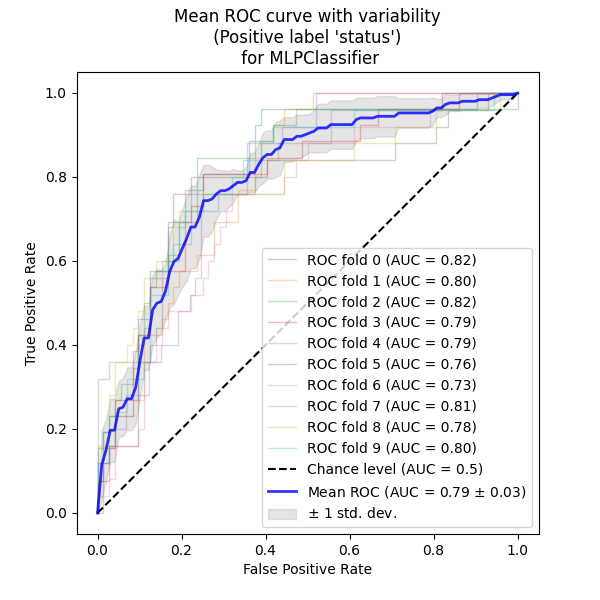 Mean ROC curve with variability
(Positive label 'status')
for MLPClassifier
True Positive Rate
1.0
0.8
0.6
0.4
0.2
0.0
ROC fold 0 (AUC = 0.82)
ROC fold 1 (AUC = 0.80)
ROC fold 2 (AUC = 0.82)
ROC fold 3 (AUC = 0.79)
ROC fold 4 (AUC = 0.79)
ROC fold 5 (AUC = 0.76)
ROC fold 6 (AUC = 0.73)
ROC fold 7 (AUC = 0.81)
ROC fold 8 (AUC = 0.78)
ROC fold 9 (AUC = 0.80)
Chance level (AUC = 0.5)
Mean ROC (AUC = 0.79 ± 0.03)
± 1 std. dev.
0.0 0.2 0.4 0.6 0.8 1.0
False Positive Rate